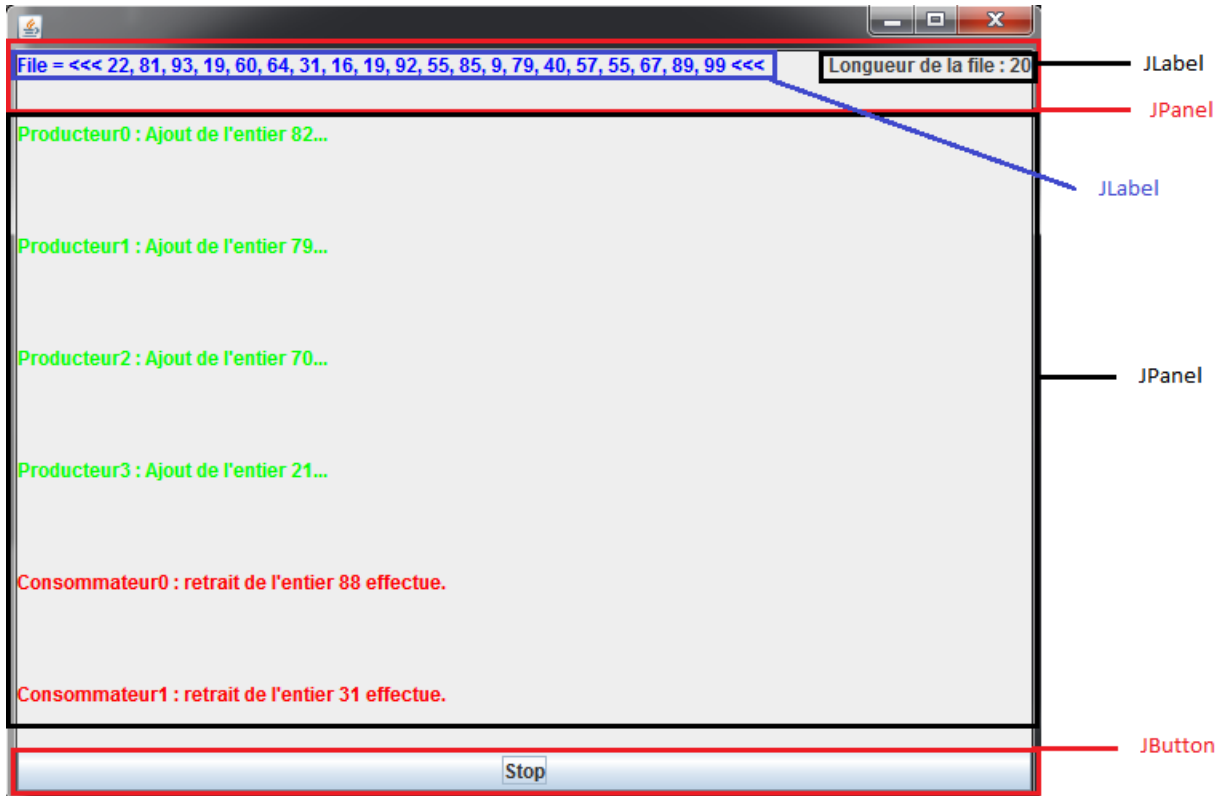 File = <<< 22, 81, 93, 19, 60, 64, 31, 16, 19, 92, 55, 85, 9, 79, 40, 57, 55, 67, 89, 99 <<<
Longueur de la file : 20
JLabel
JPanel
Producteur0 : Ajout de l'entier 82...
JLabel
Producteur1 : Ajout de l'entier 79...
Producteur2 : Ajout de l'entier 70...
JPanel
Producteur3 : Ajout de l'entier 21...
Consommateur0 : retrait de l'entier 88 effectue.
Consommateur1 : retrait de l'entier 31 effectue.
JButton
Stop